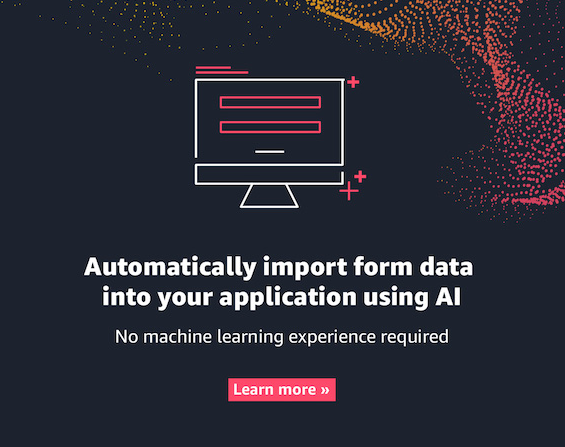 Automatically import form data
into your application using AI
No machine learning experience required
Learn more »